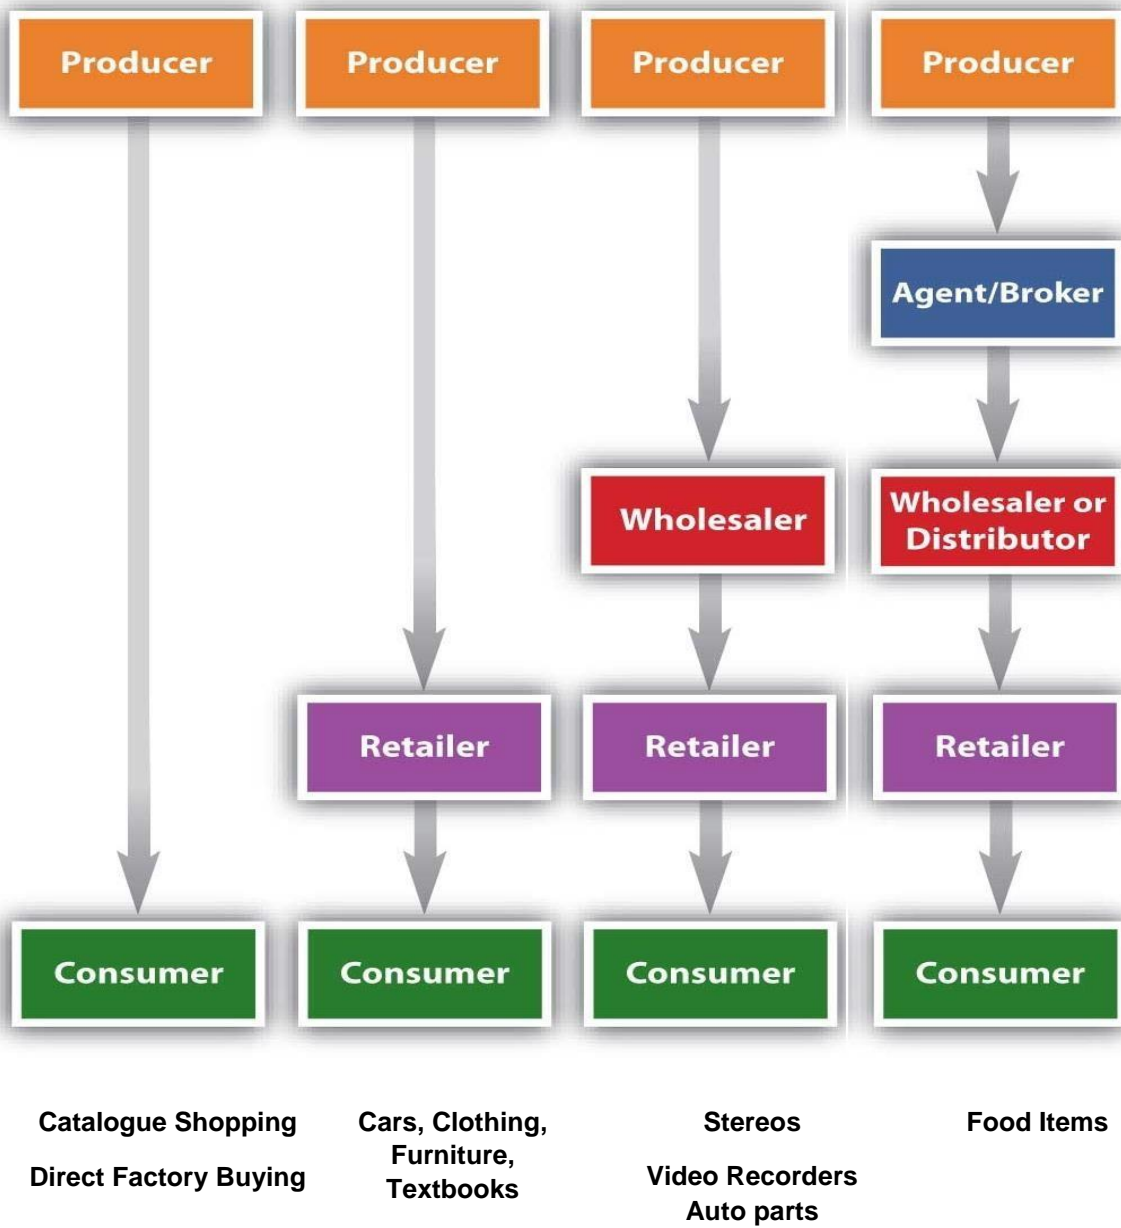 Producer
Producer
Producer
Producer
Agent/Broker
Wholesaler
Wholesaler or
Distributor
Retailer
Retailer
Retailer
Consumer
Consumer
Consumer
Consumer
Catalogue Shopping
Direct Factory Buying
Cars, Clothing,
Furniture,
Textbooks
Stereos
Video Recorders
Auto parts
Food Items